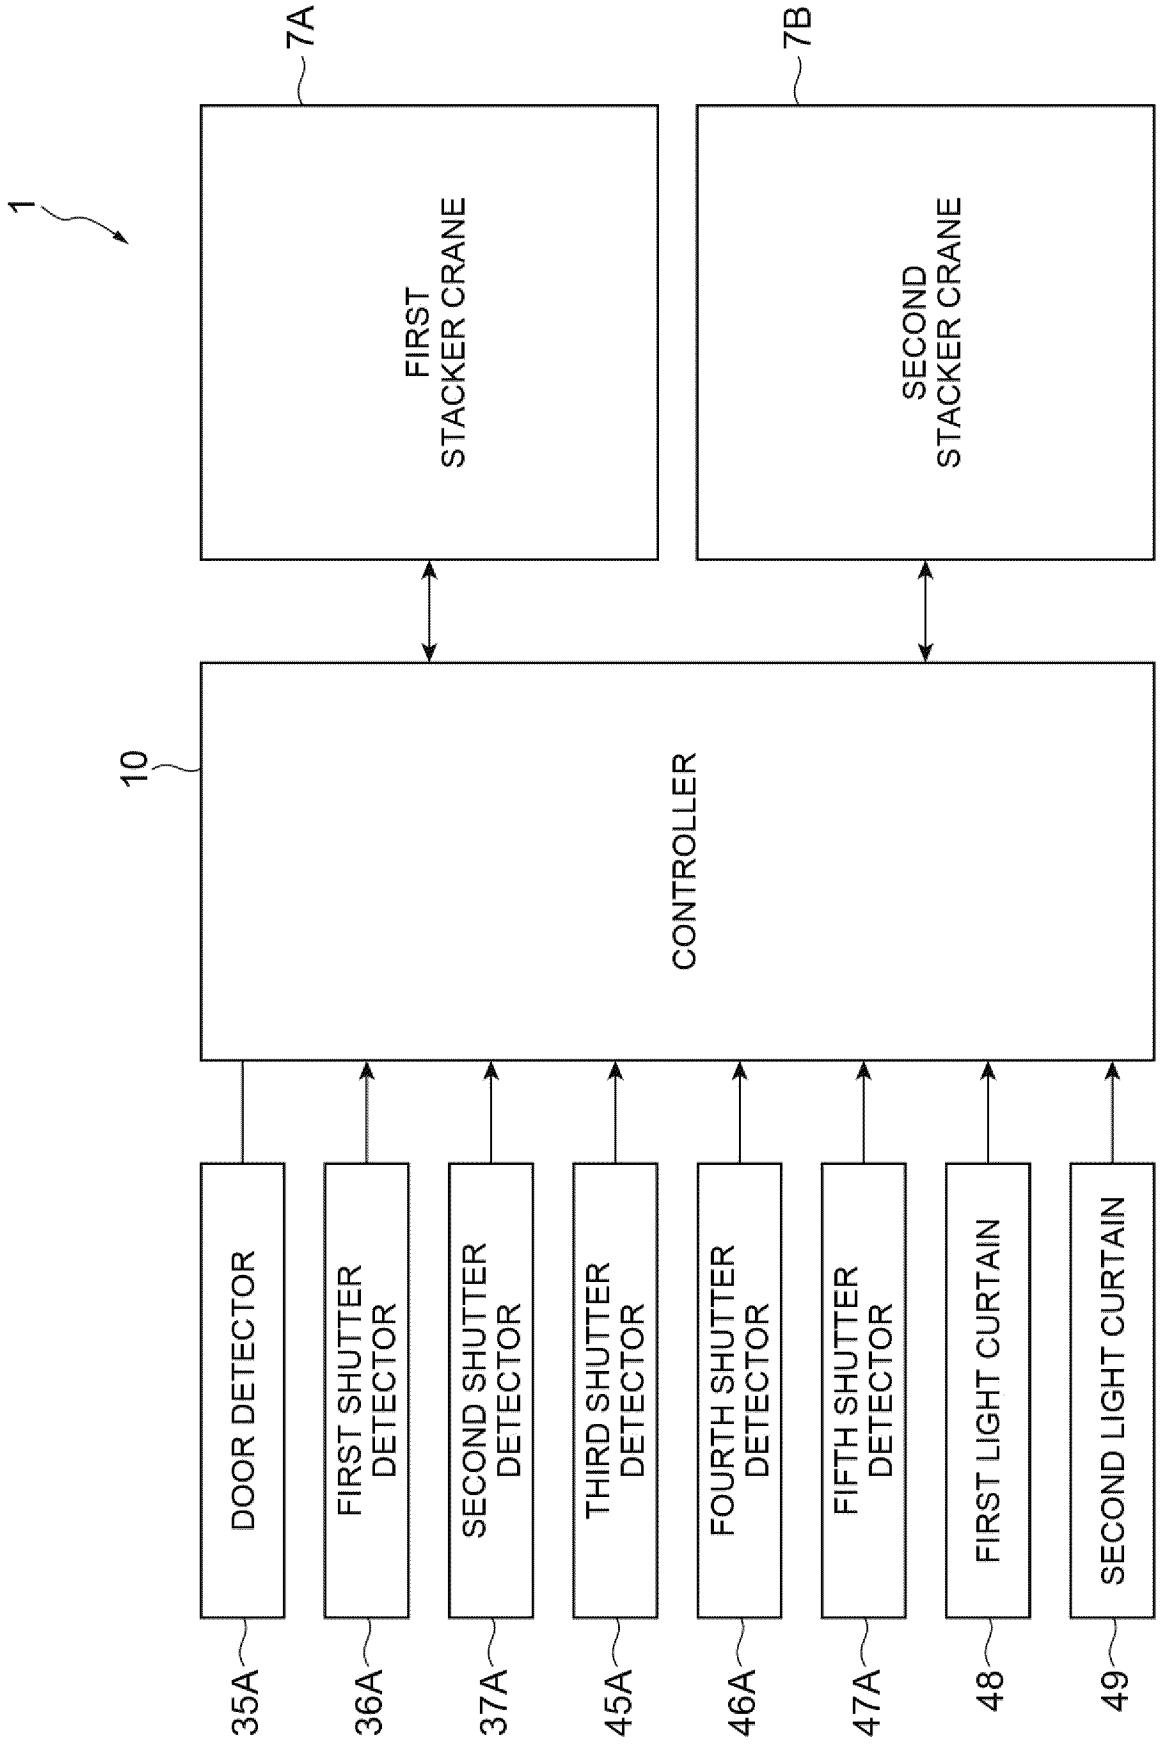 1
35A
DOOR DETECTOR
36A
FIRST SHUTTER
DETECTOR
37A
SECOND SHUTTER
DETECTOR
45A
THIRD SHUTTER
DETECTOR
46A
FOURTH SHUTTER
DETECTOR
47A
FIFTH SHUTTER
DETECTOR
48
FIRST LIGHT CURTAIN
49
SECOND LIGHT CURTAIN
10
CONTROLLER
7A
FIRST
STACKER CRANE
7B
SECOND
STACKER CRANE